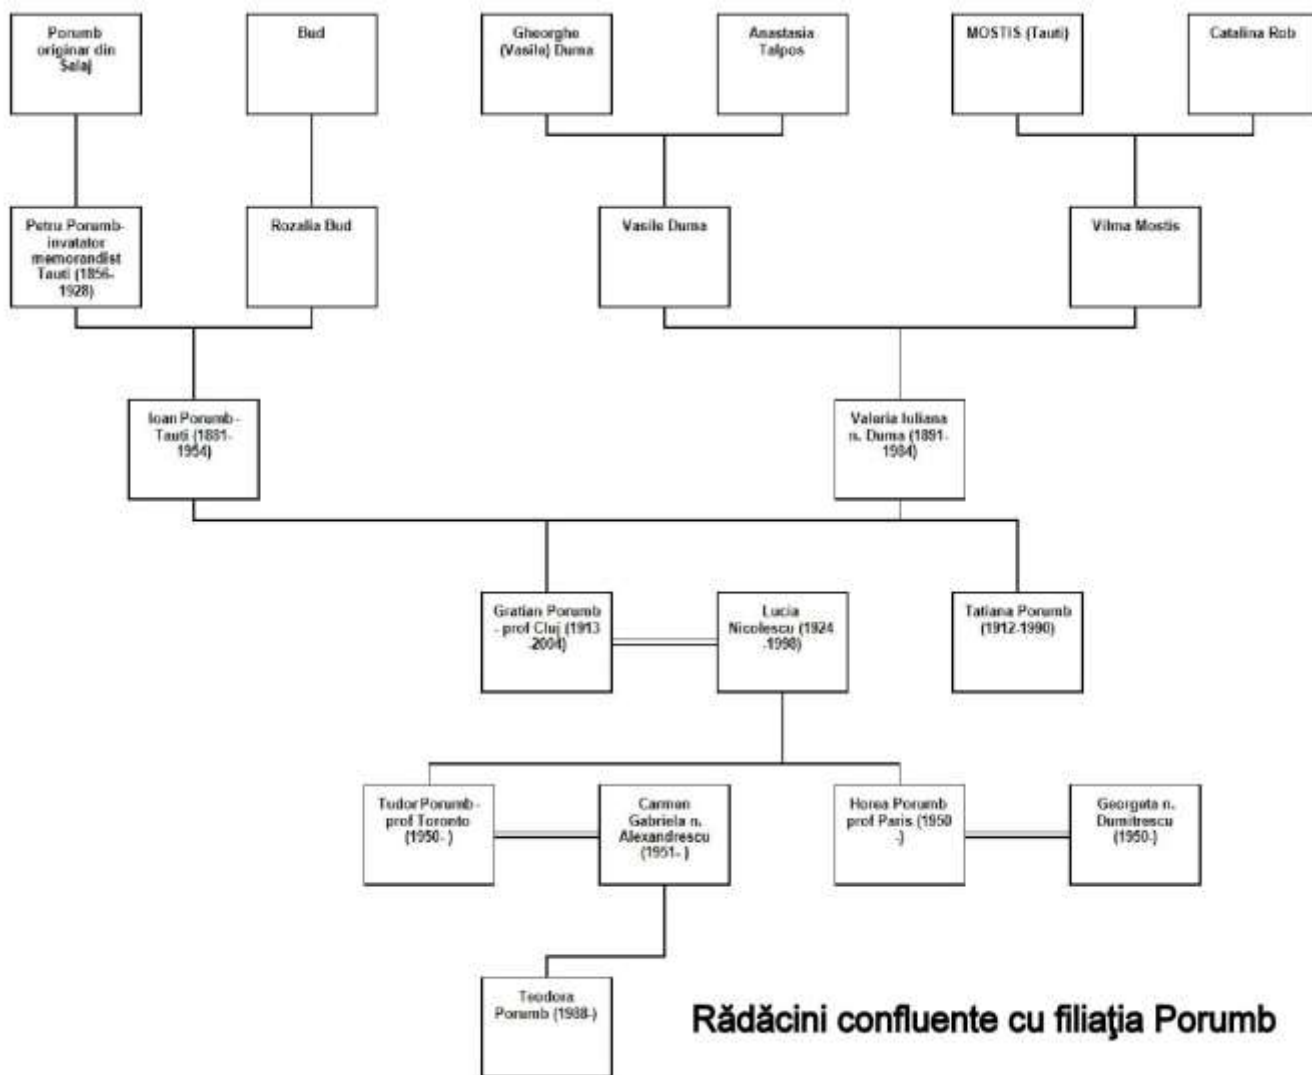 Porumb
originar din
Salaj
Bud
Gheorghe
(Vasile) Duma
Anastasia
Talpos
MOSTIS (Tauti)
Catalina Rob
Petru Porumb-
invatator
memorandist
Tauti (1856-
1928)
Rozalia Bud
Vasile Duma
Vilma Mostis
Ioan Porumb -
Tauti (1881-
1954)
Valeria Iuliana
n. Duma (1891-
1984)
Gratian Porumb
- prof Cluj (1913
-2004)
Lucia
Nicolescu (1924
-1998)
Tatiana Porumb
(1912-1990)
Tudor Porumb -
prof Toronto
(1950- )
Carmen
Gabriela n.
Alexandrescu
(1951- )
Horea Porumb
prof Paris (1950
-)
Georgeta n.
Dumitrescu
(1950-)
Teodora
Porumb (1988-)
Rădăcini confluente cu filiaţia Porumb